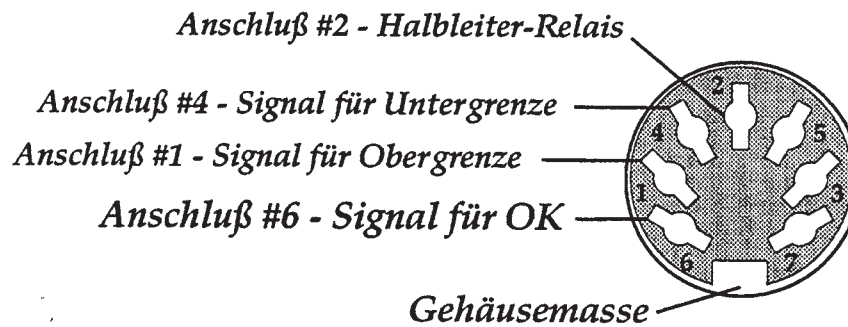 Anschluß #2 - Halbleiter-Relais
Anschluß #4 - Signal für Untergrenze
Anschluß #1 - Signal für Obergrenze
Anschluß #6 - Signal für OK
Gehäusemasse
2
4
5
1
3
6
7